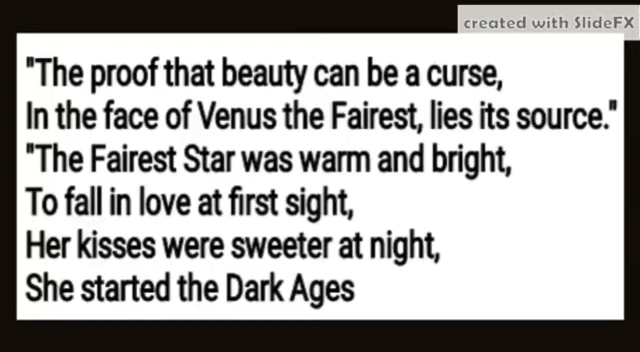 created with SlideFX
"The proof that beauty can be a curse,
In the face of Venus the Fairest, lies its source."
"The Fairest Star was warm and bright,
To fall in love at first sight,
Her kisses were sweeter at night,
She started the Dark Ages